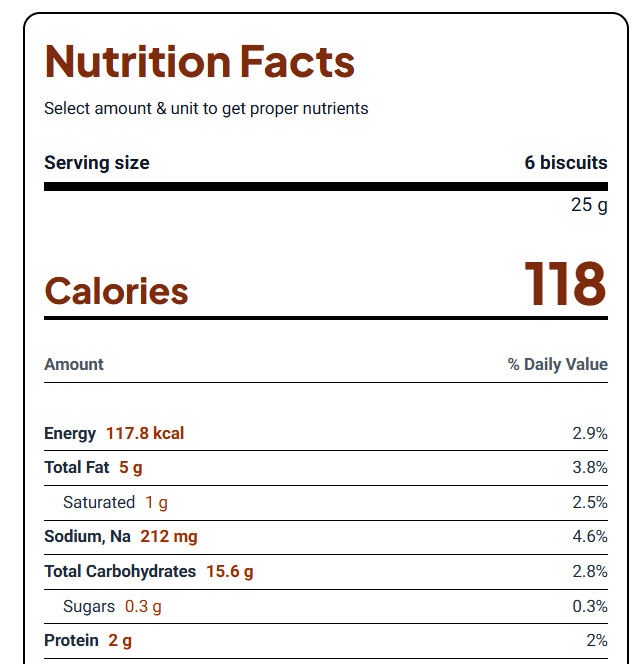 Nutrition Facts
Select amount & unit to get proper nutrients
Serving size 6 biscuits
25 g
Calories 118
Amount % Daily Value
Energy 117.8 kcal 2.9%
Total Fat 5 g 3.8%
Saturated 1 g 2.5%
Sodium, Na 212 mg 4.6%
Total Carbohydrates 15.6 g 2.8%
Sugars 0.3 g 0.3%
Protein 2 g 2%